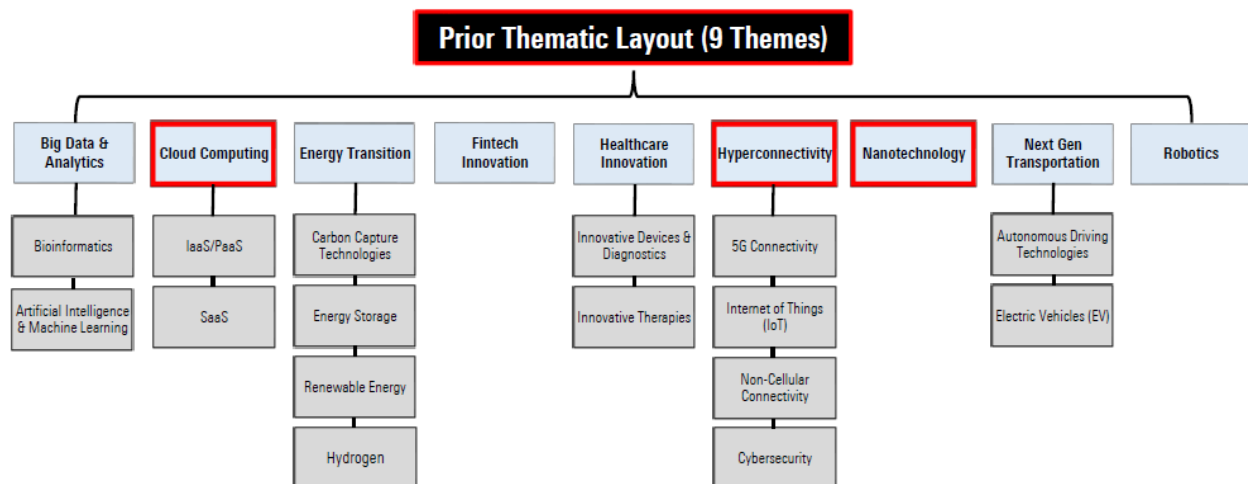 Prior Thematic Layout (9 Themes)
Big Data &
Analytics
Cloud Computing
Energy Transition
Fintech
Innovation
Healthcare
Innovation
Hyperconnectivity
Nanotechnology
Next Gen
Transportation
Robotics
Bioinformatics
Artificial Intelligence
& Machine Learning
IaaS/PaaS
SaaS
Carbon Capture
Technologies
Energy Storage
Renewable Energy
Hydrogen
Innovative Devices &
Diagnostics
Innovative Therapies
5G Connectivity
Internet of Things
(IoT)
Non-Cellular
Connectivity
Cybersecurity
Autonomous Driving
Technologies
Electric Vehicles (EV)